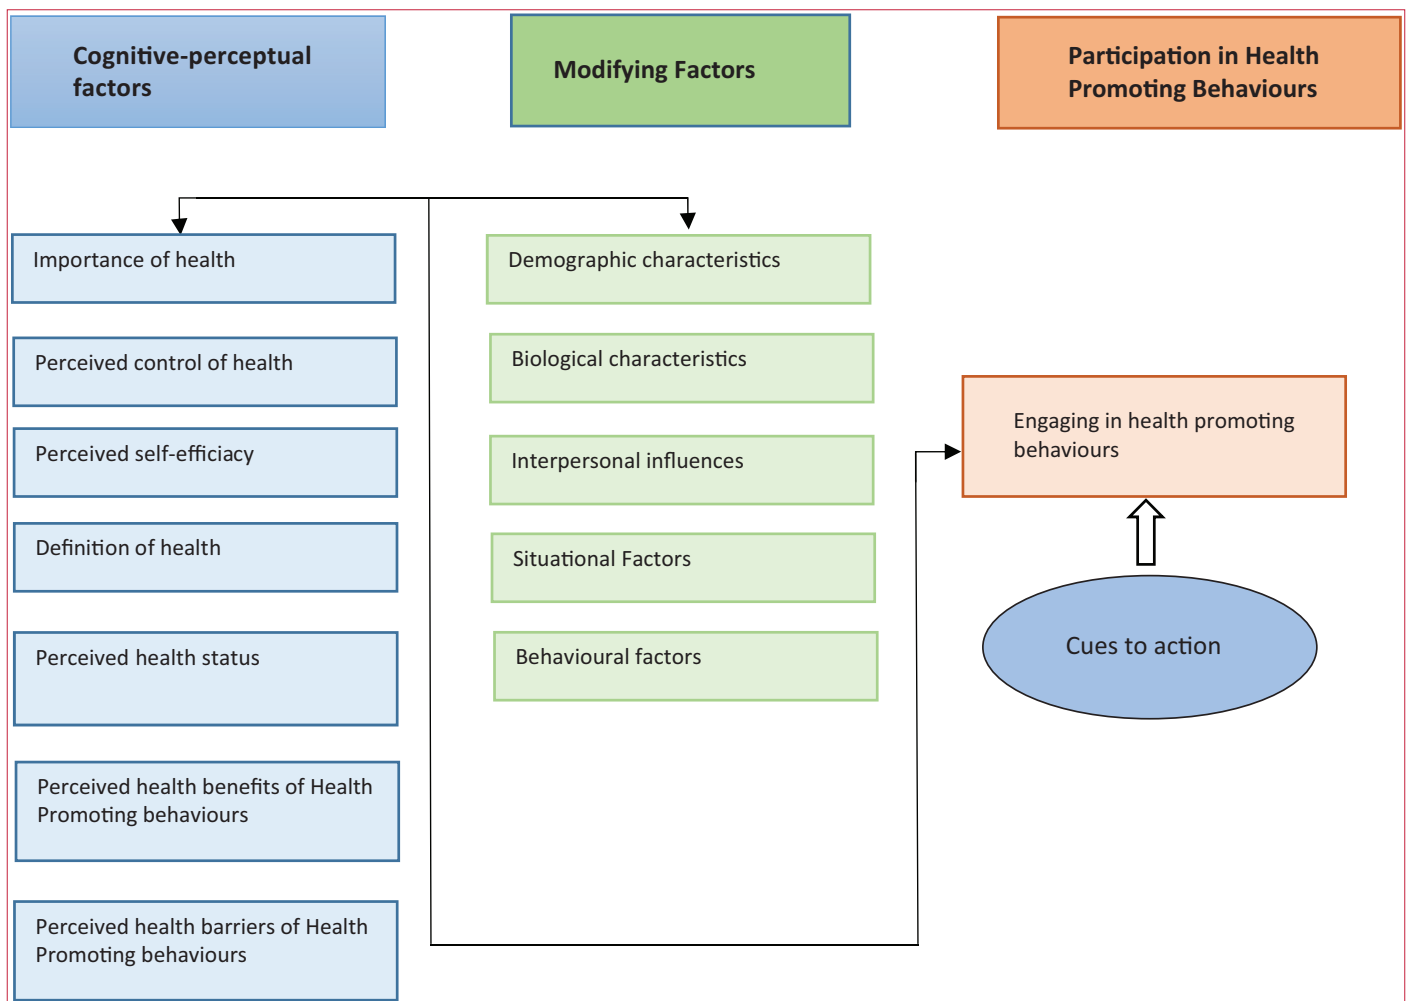 Cognitive-perceptual
factors
Modifying Factors
Participation in Health
Promoting Behaviours
Importance of health
Perceived control of health
Perceived self-efficiacy
Definition of health
Perceived health status
Perceived health benefits of Health
Promoting behaviours
Perceived health barriers of Health
Promoting behaviours
Demographic characteristics
Biological characteristics
Interpersonal influences
Situational Factors
Behavioural factors
Engaging in health promoting
behaviours
Cues to action